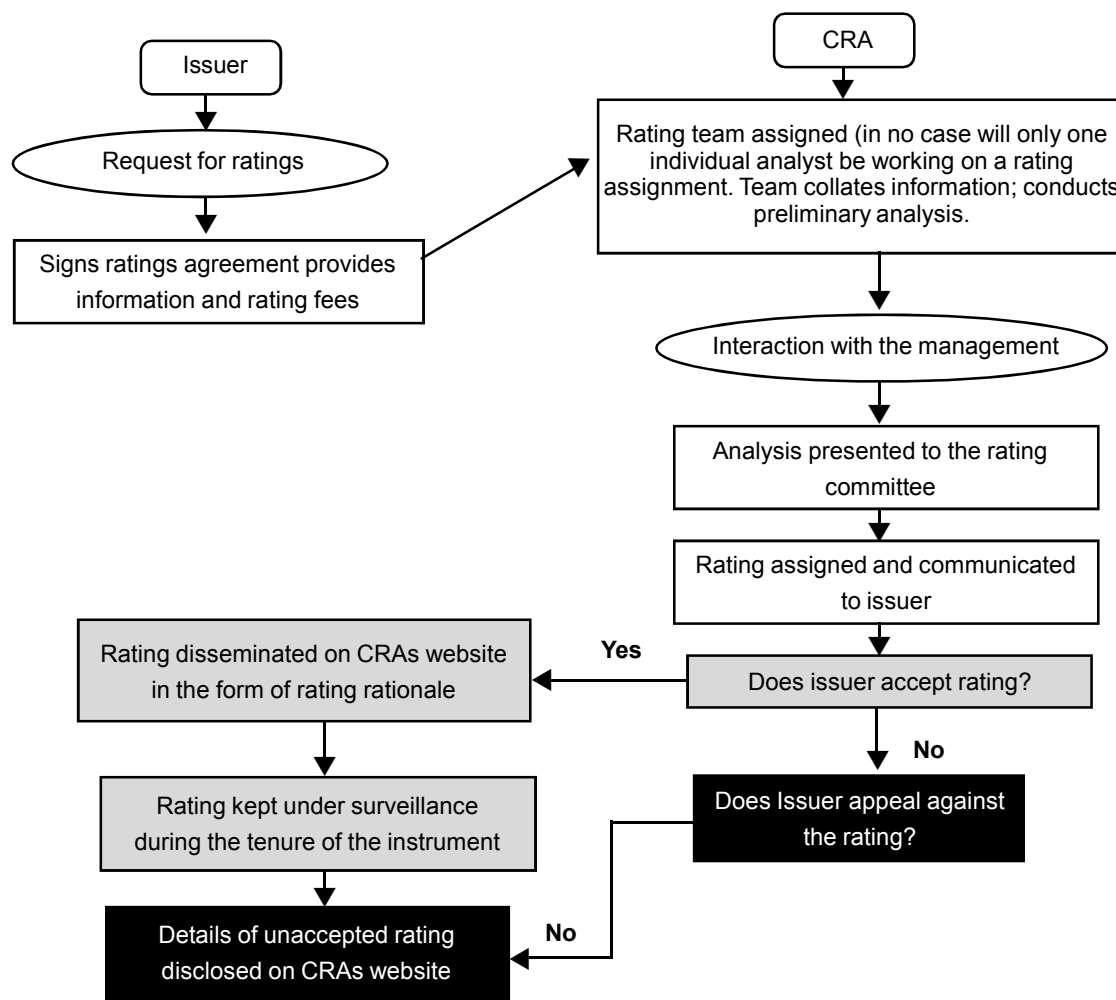 Issuer
Request for ratings
Signs ratings agreement provides
information and rating fees
CRA
Rating team assigned (in no case will only one
individual analyst be working on a rating
assignment. Team collates information; conducts
preliminary analysis.
Interaction with the management
Analysis presented to the rating
committee
Rating assigned and communicated
to issuer
Does issuer accept rating?
Yes
Rating disseminated on CRAs website
in the form of rating rationale
Rating kept under surveillance
during the tenure of the instrument
No
Does Issuer appeal against
the rating?
No
Details of unaccepted rating
disclosed on CRAs website